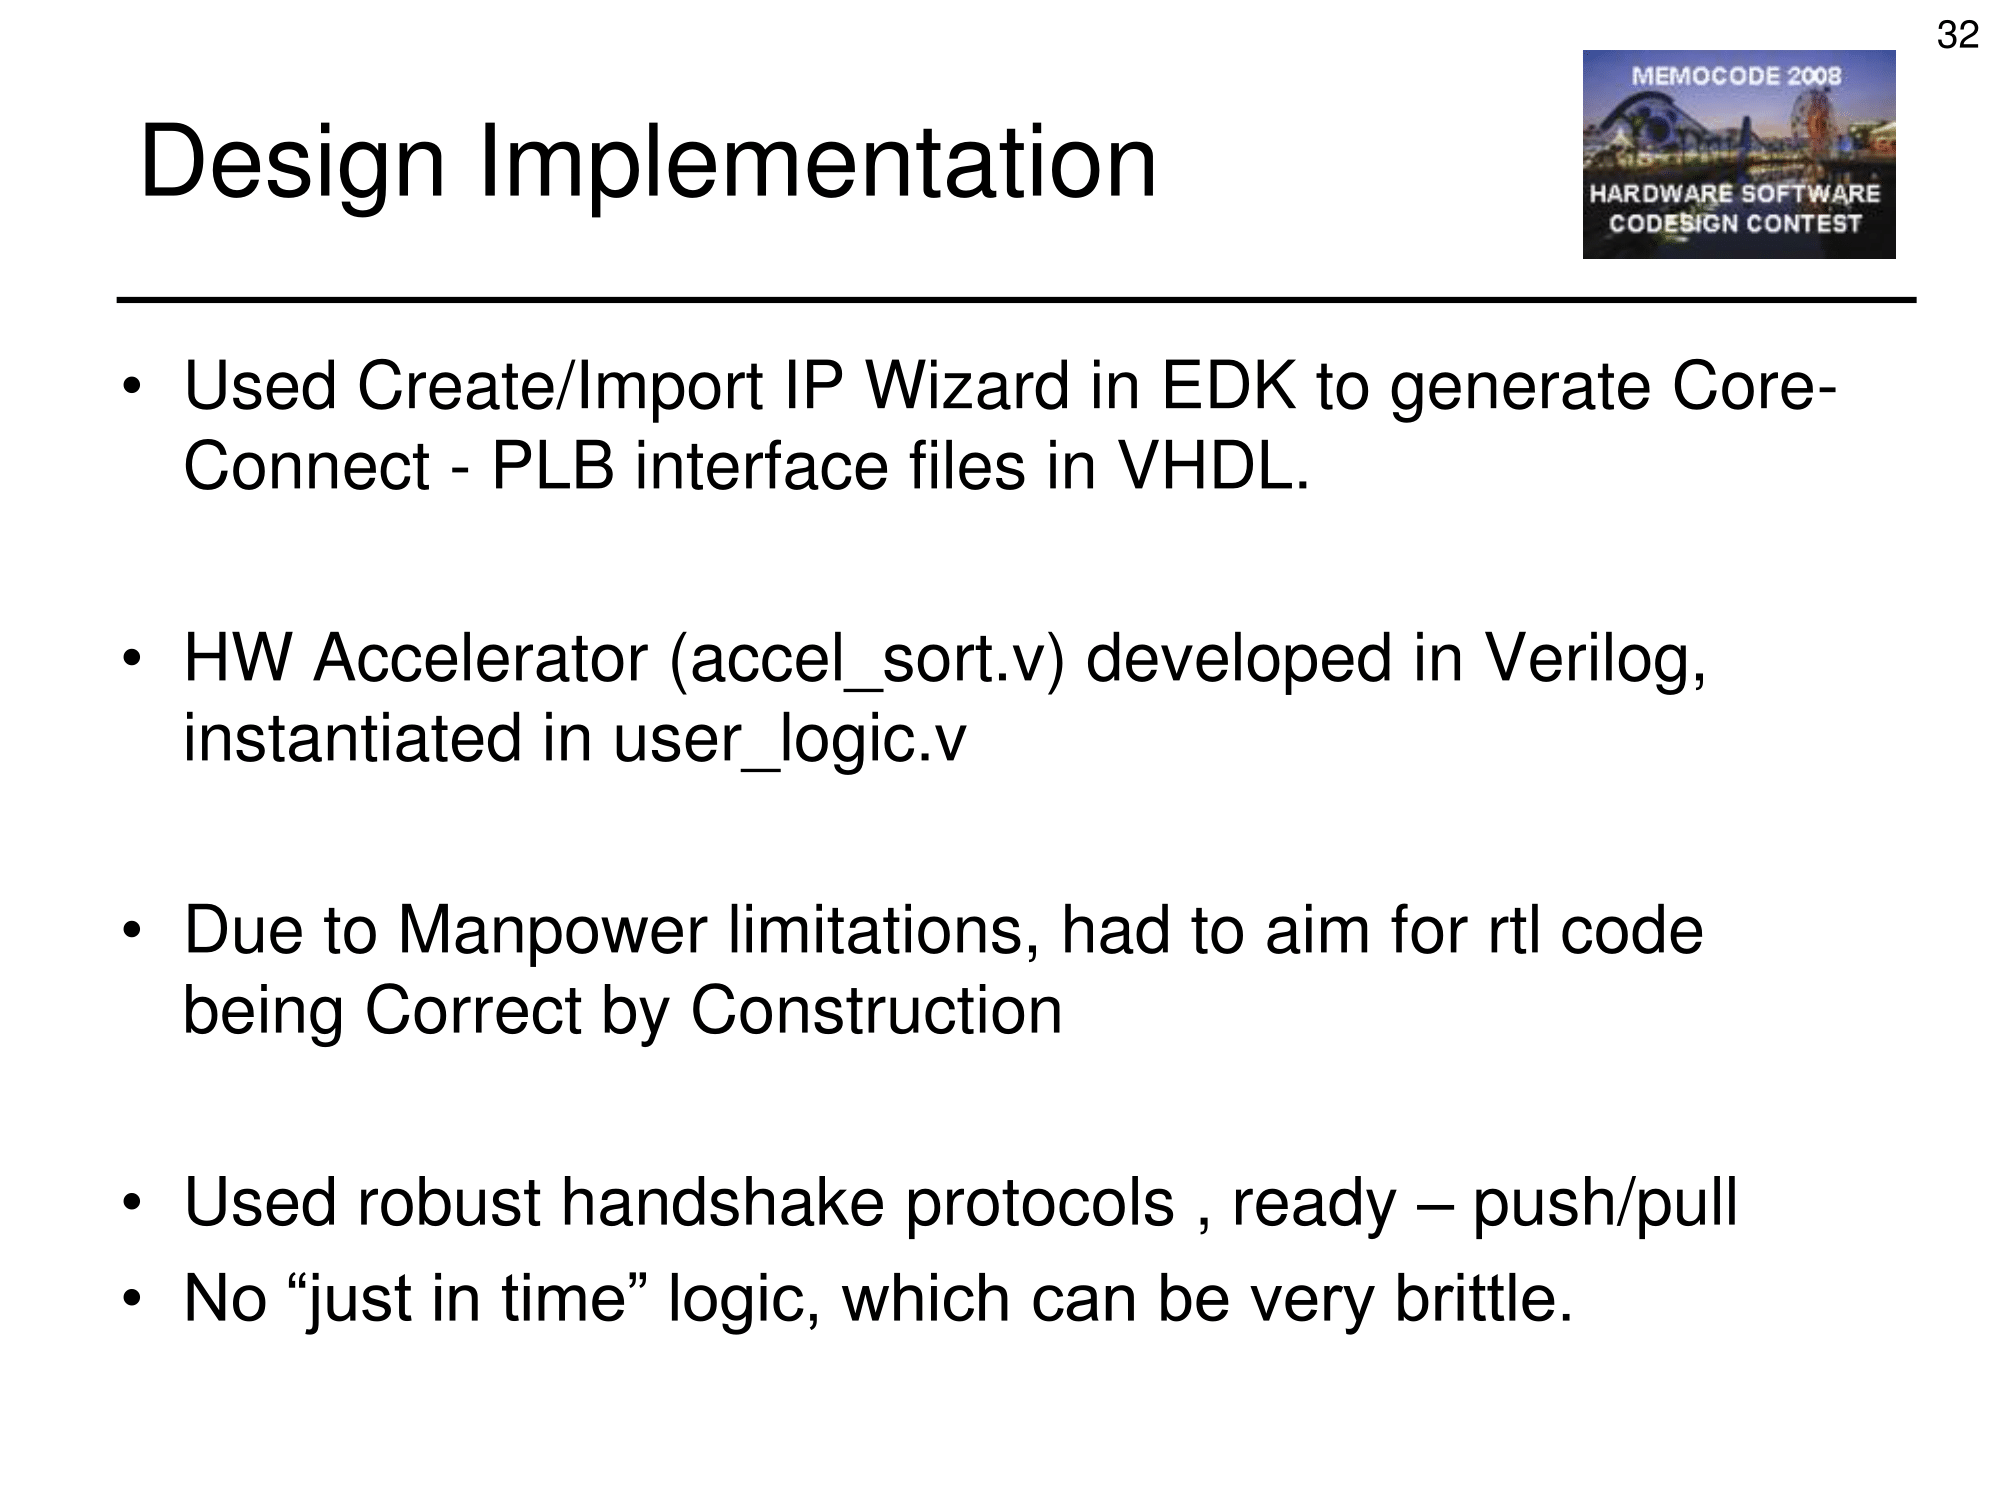 32
MEMOCODE 2008
HARDWARE SOFTWARE
CODESIGN CONTEST
Design Implementation
• Used Create/Import IP Wizard in EDK to generate Core-
Connect - PLB interface files in VHDL.
• HW Accelerator (accel_sort.v) developed in Verilog,
instantiated in user_logic.v
• Due to Manpower limitations, had to aim for rtl code
being Correct by Construction
• Used robust handshake protocols , ready – push/pull
• No “just in time” logic, which can be very brittle.